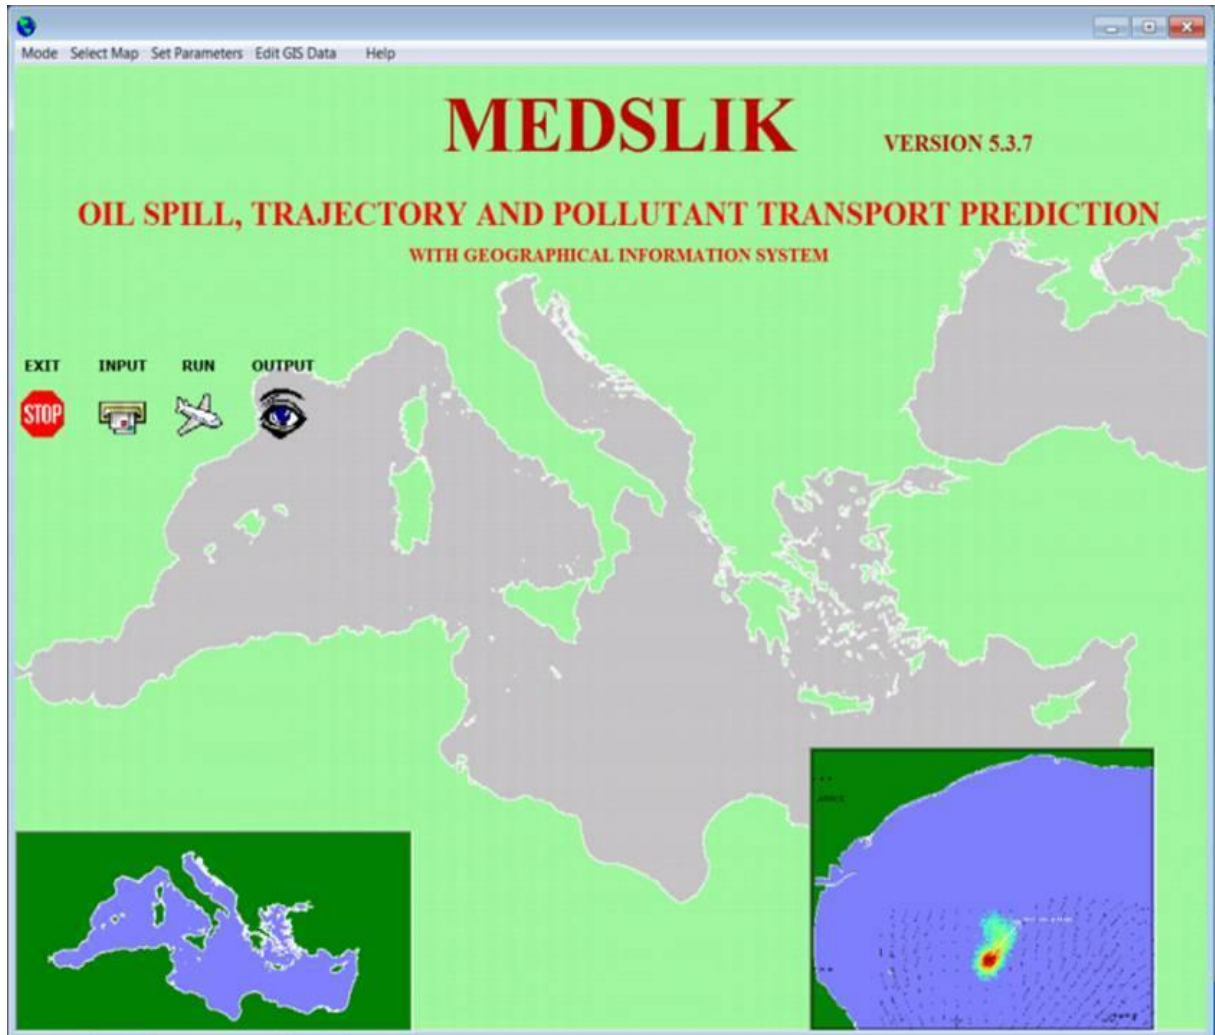 Mode Select Map Set Parameters Edit GIS Data Help
MEDSLIK VERSION 5.3.7
OIL SPILL, TRAJECTORY AND POLLUTANT TRANSPORT PREDICTION
WITH GEOGRAPHICAL INFORMATION SYSTEM
EXIT INPUT RUN OUTPUT
STOP